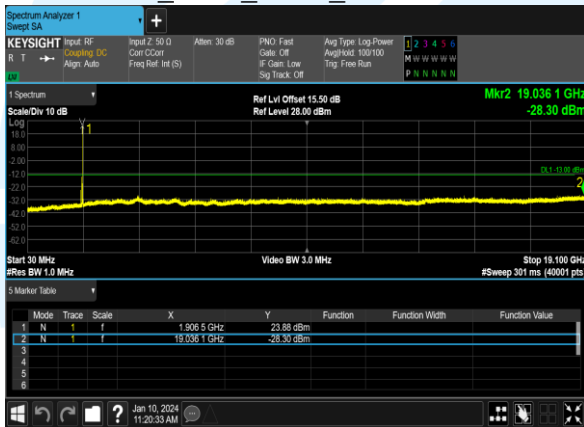 Spectrum Analyzer 1
Swept SA
+
KEYSIGHT
R T
LXI
Input: RF
Coupling: DC
Align: Auto
Input Z: 50 Ω
Corr CCorr
Freq Ref: Int (S)
Atten: 30 dB
PNO: Fast
Gate: Off
IF Gain: Low
Sig Track: Off
Avg Type: Log-Power
Avg|Hold: 100/100
Trig: Free Run
1 2 3 4 5 6
M W W W W W
P N N N N N
1 Spectrum
Scale/Div 10 dB
Ref Lvl Offset 15.50 dB
Ref Level 28.00 dBm
Mkr2 19.036 1 GHz
-28.30 dBm
Log
18.0
8.00
-2.00
-12.0
-22.0
-32.0
-42.0
-52.0
-62.0
1
DL1 -13.00 dBm
2
Start 30 MHz
#Res BW 1.0 MHz
Video BW 3.0 MHz
Stop 19.100 GHz
#Sweep 301 ms (40001 pts
5 Marker Table
Mode Trace Scale X Y Function Function Width Function Value
1 N 1 f 1.906 5 GHz 23.88 dBm
2 N 1 f 19.036 1 GHz -28.30 dBm
3
4
5
6
?
Jan 10, 2024
11:20:33 AM